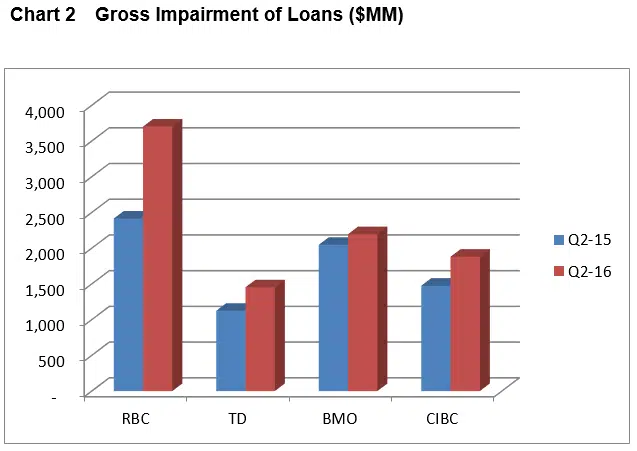 Chart 2 Gross Impairment of Loans ($MM)
4,000
3,500
3,000
2,500
2,000
1,500
1,000
500
-
RBC TD BMO CIBC
Q2-15
Q2-16